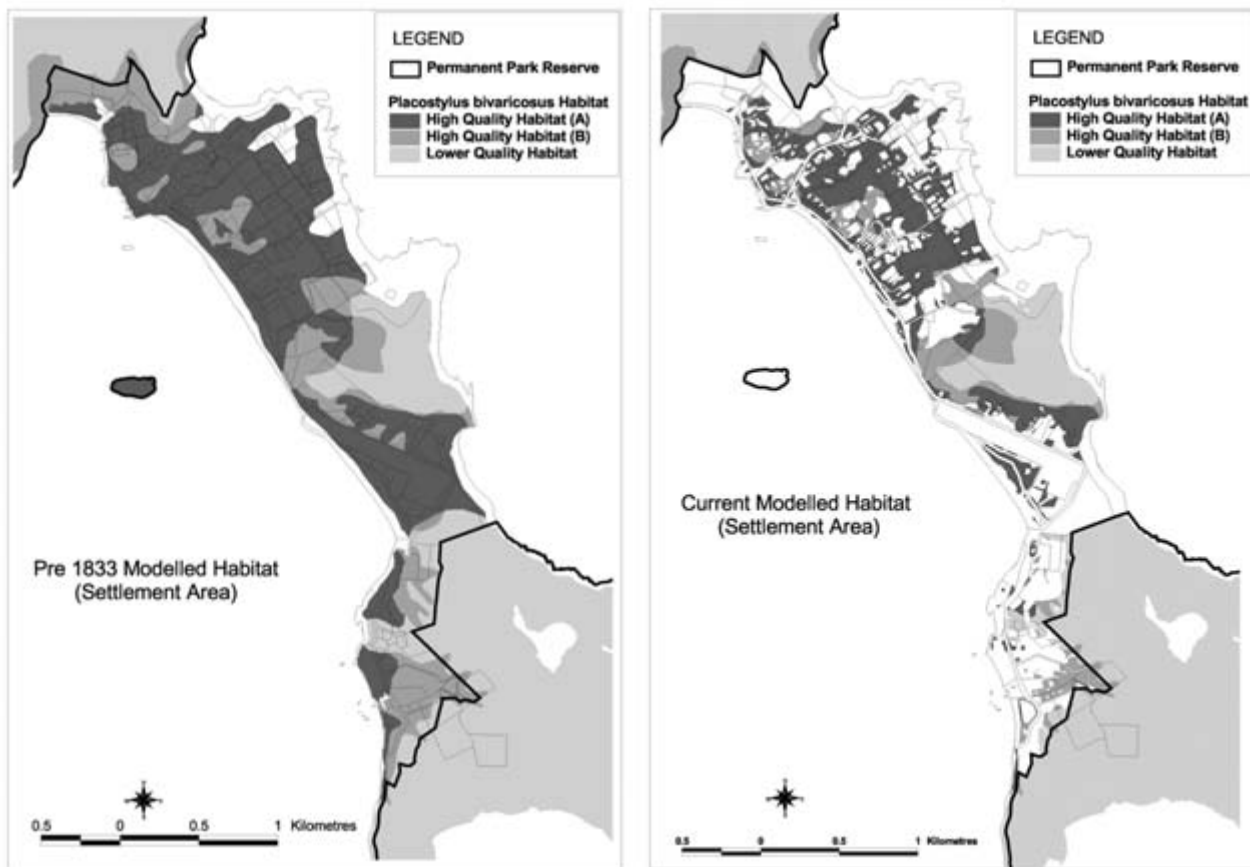 LEGEND
Permanent Park Reserve
Placostylus bivaricosus Habitat
High Quality Habitat (A)
High Quality Habitat (B)
Lower Quality Habitat
Pre 1833 Modelled Habitat
(Settlement Area)
0.5 0 0.5 1 Kilometres
LEGEND
Permanent Park Reserve
Placostylus bivaricosus Habitat
High Quality Habitat (A)
High Quality Habitat (B)
Lower Quality Habitat
Current Modelled Habitat
(Settlement Area)
0.5 0 0.5 1 Kilometres